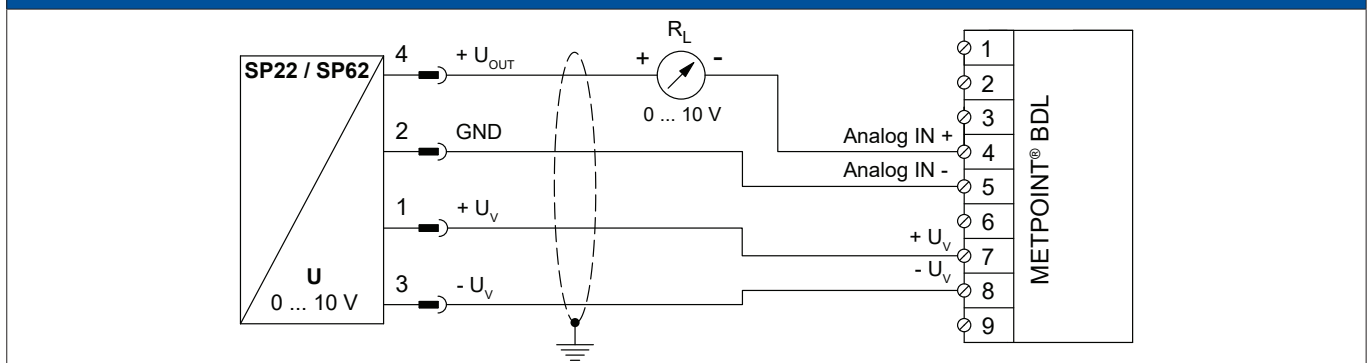 SP22 / SP62
U
0 ... 10 V
4
+ U_OUT
2
GND
1
+ U_V
3
- U_V
R_L
+
-
0 ... 10 V
Analog IN +
Analog IN -
+ U_V
- U_V
1
2
3
4
5
6
7
8
9
METPOINT® BDL